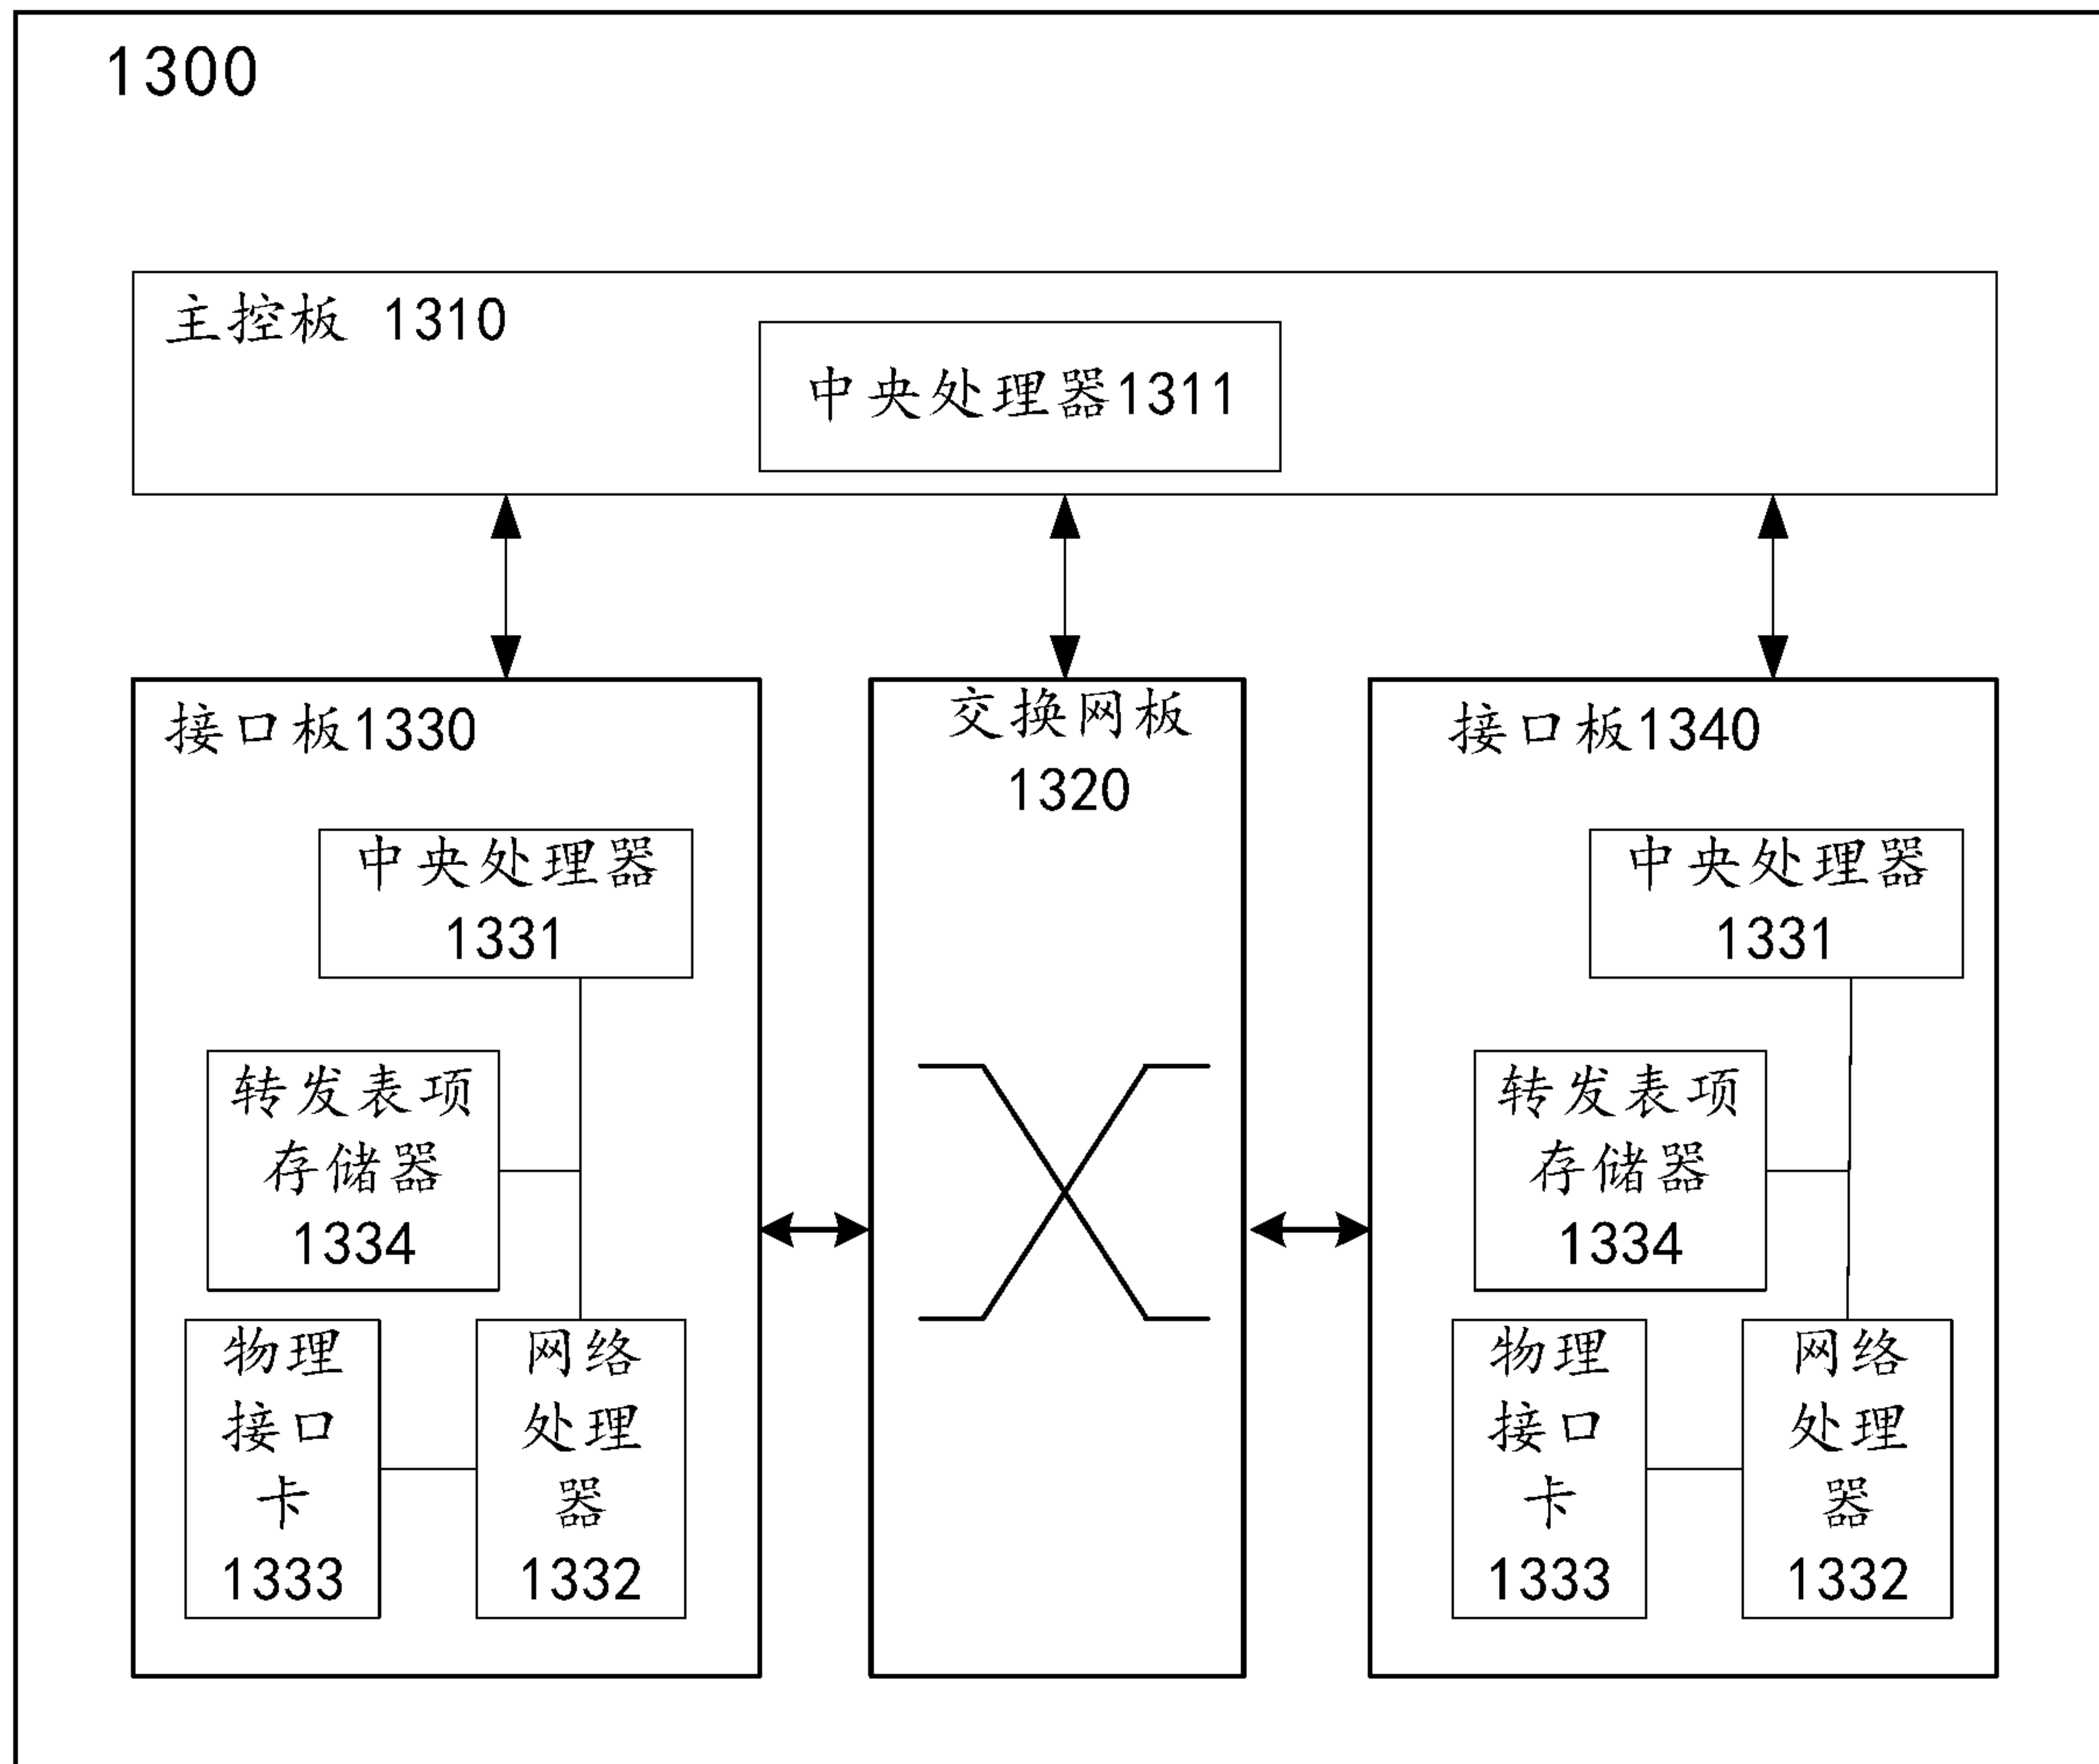 1300
主控板 1310
中央处理器1311
接口板1330
中央处理器
1331
转发表项
存储器
1334
物理
接口
卡
1333
网络
处理
器
1332
交换网板
1320
接口板1340
中央处理器
1331
转发表项
存储器
1334
物理
接口
卡
1333
网络
处理
器
1332